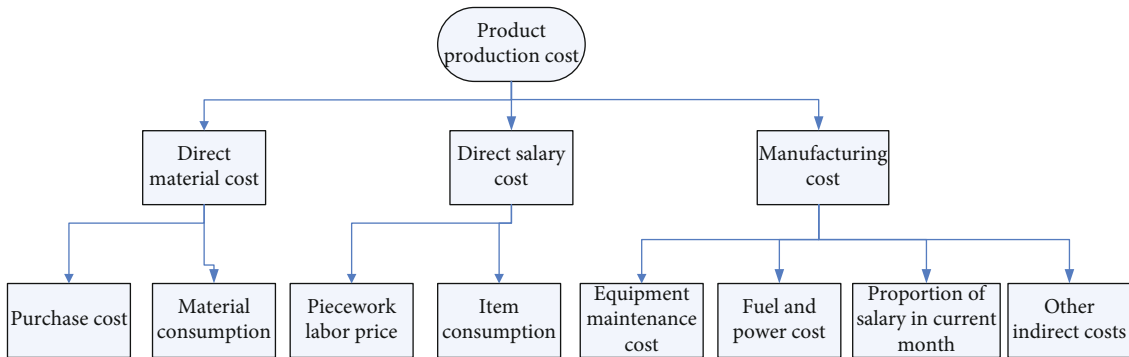 Product
production cost
Direct
material cost
Direct salary
cost
Manufacturing
cost
Purchase cost
Material
consumption
Piecework
labor price
Item
consumption
Equipment
maintenance
cost
Fuel and
power cost
Proportion of
salary in current
month
Other
indirect costs